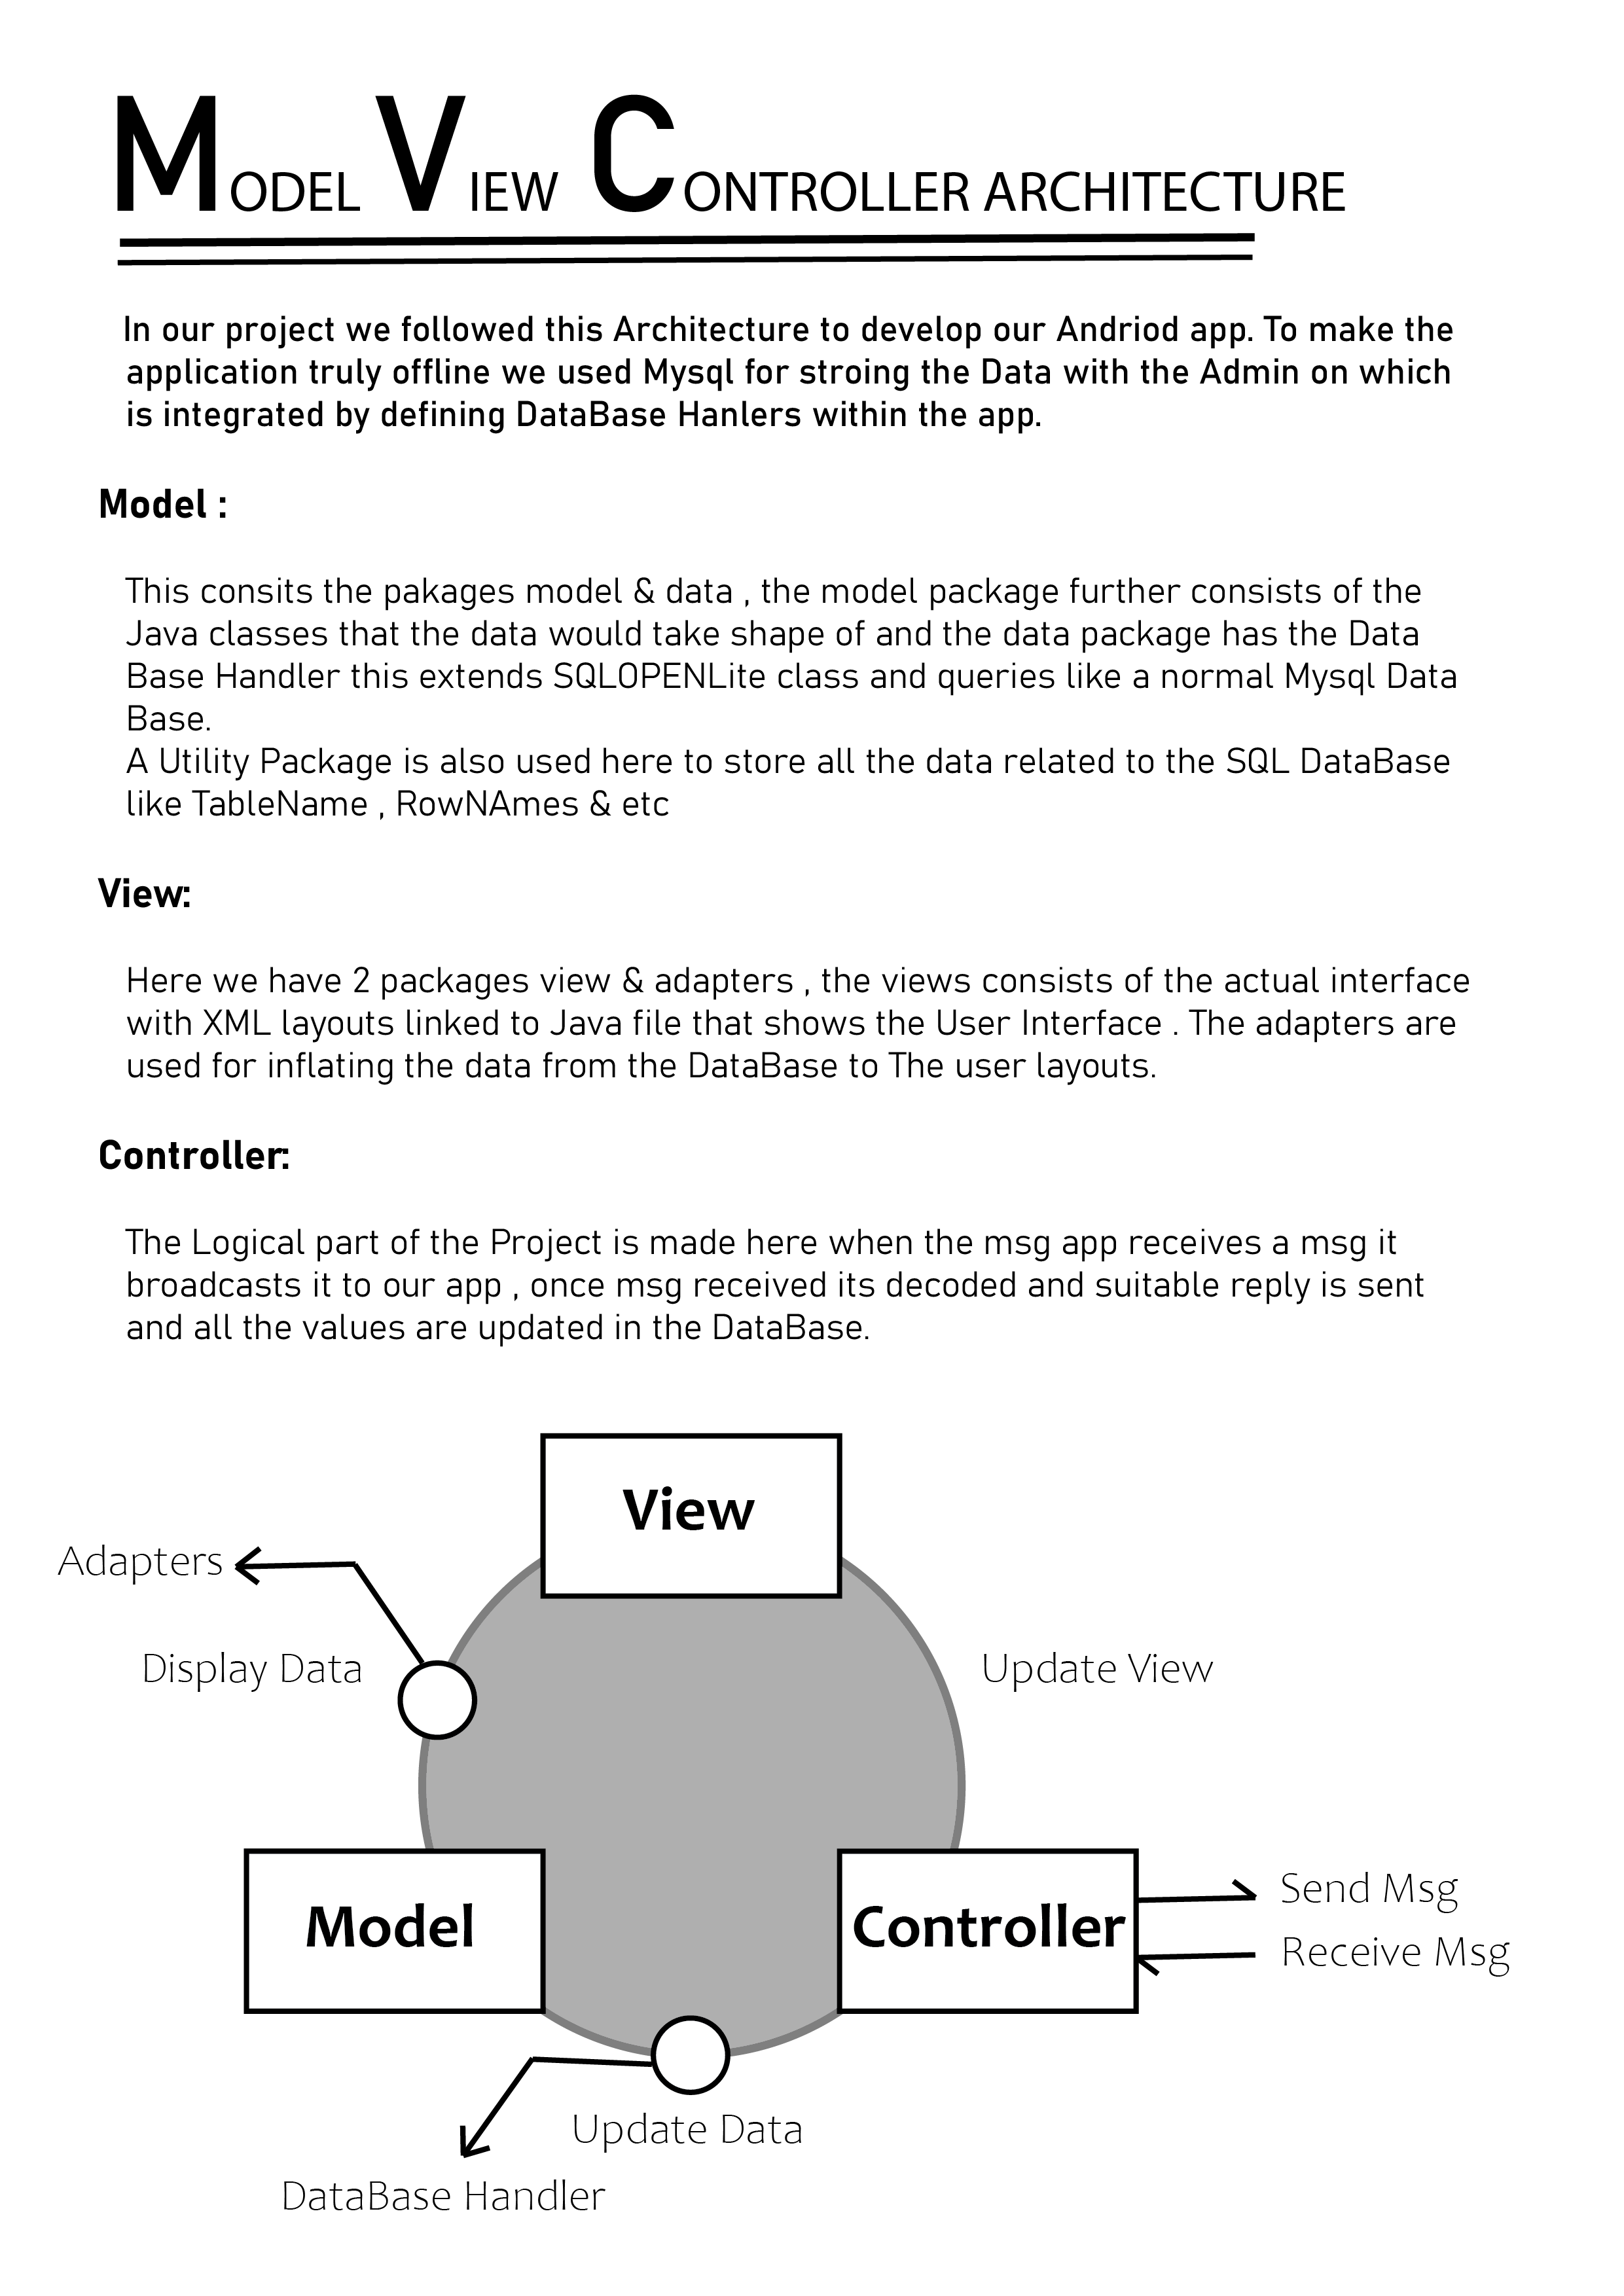 MODEL VIEW CONTROLLER ARCHITECTURE
In our project we followed this Architecture to develop our Andriod app. To make the
application truly offline we used Mysql for stroing the Data with the Admin on which
is integrated by defining DataBase Hanlers within the app.
Model :
This consits the pakages model & data , the model package further consists of the
Java classes that the data would take shape of and the data package has the Data
Base Handler this extends SQLOPENLite class and queries like a normal Mysql Data
Base.
A Utility Package is also used here to store all the data related to the SQL DataBase
like TableName , RowNAmes & etc
View:
Here we have 2 packages view & adapters , the views consists of the actual interface
with XML layouts linked to Java file that shows the User Interface . The adapters are
used for inflating the data from the DataBase to The user layouts.
Controller:
The Logical part of the Project is made here when the msg app receives a msg it
broadcasts it to our app , once msg received its decoded and suitable reply is sent
and all the values are updated in the DataBase.
View
Adapters
Display Data
Update View
Model
Controller
Send Msg
Receive Msg
Update Data
DataBase Handler